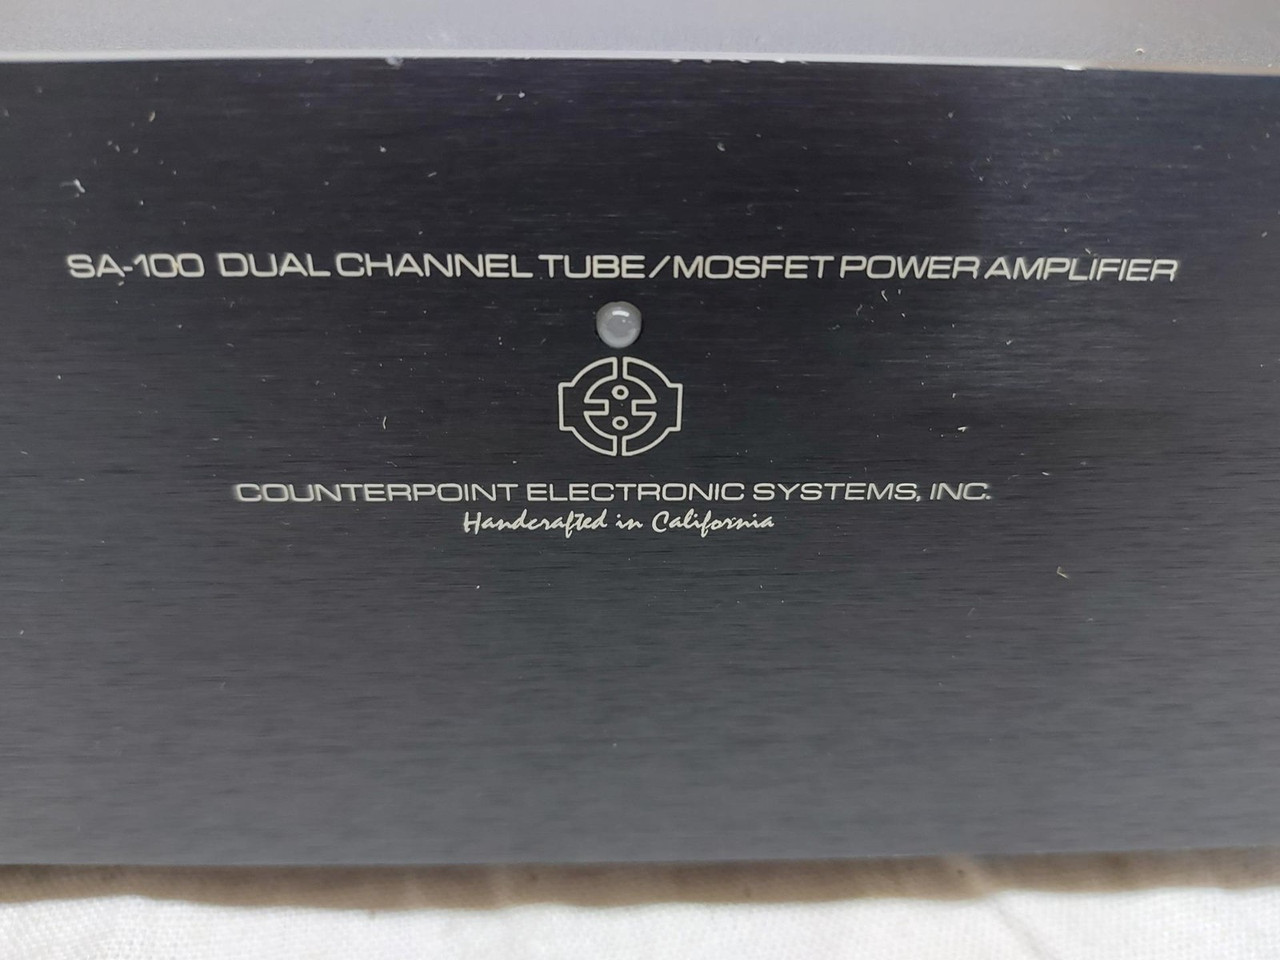 SA-100 DUAL CHANNEL TUBE/MOSFET POWER AMPLIFIER
COUNTERPOINT ELECTRONIC SYSTEMS, INC.
Handcrafted in California